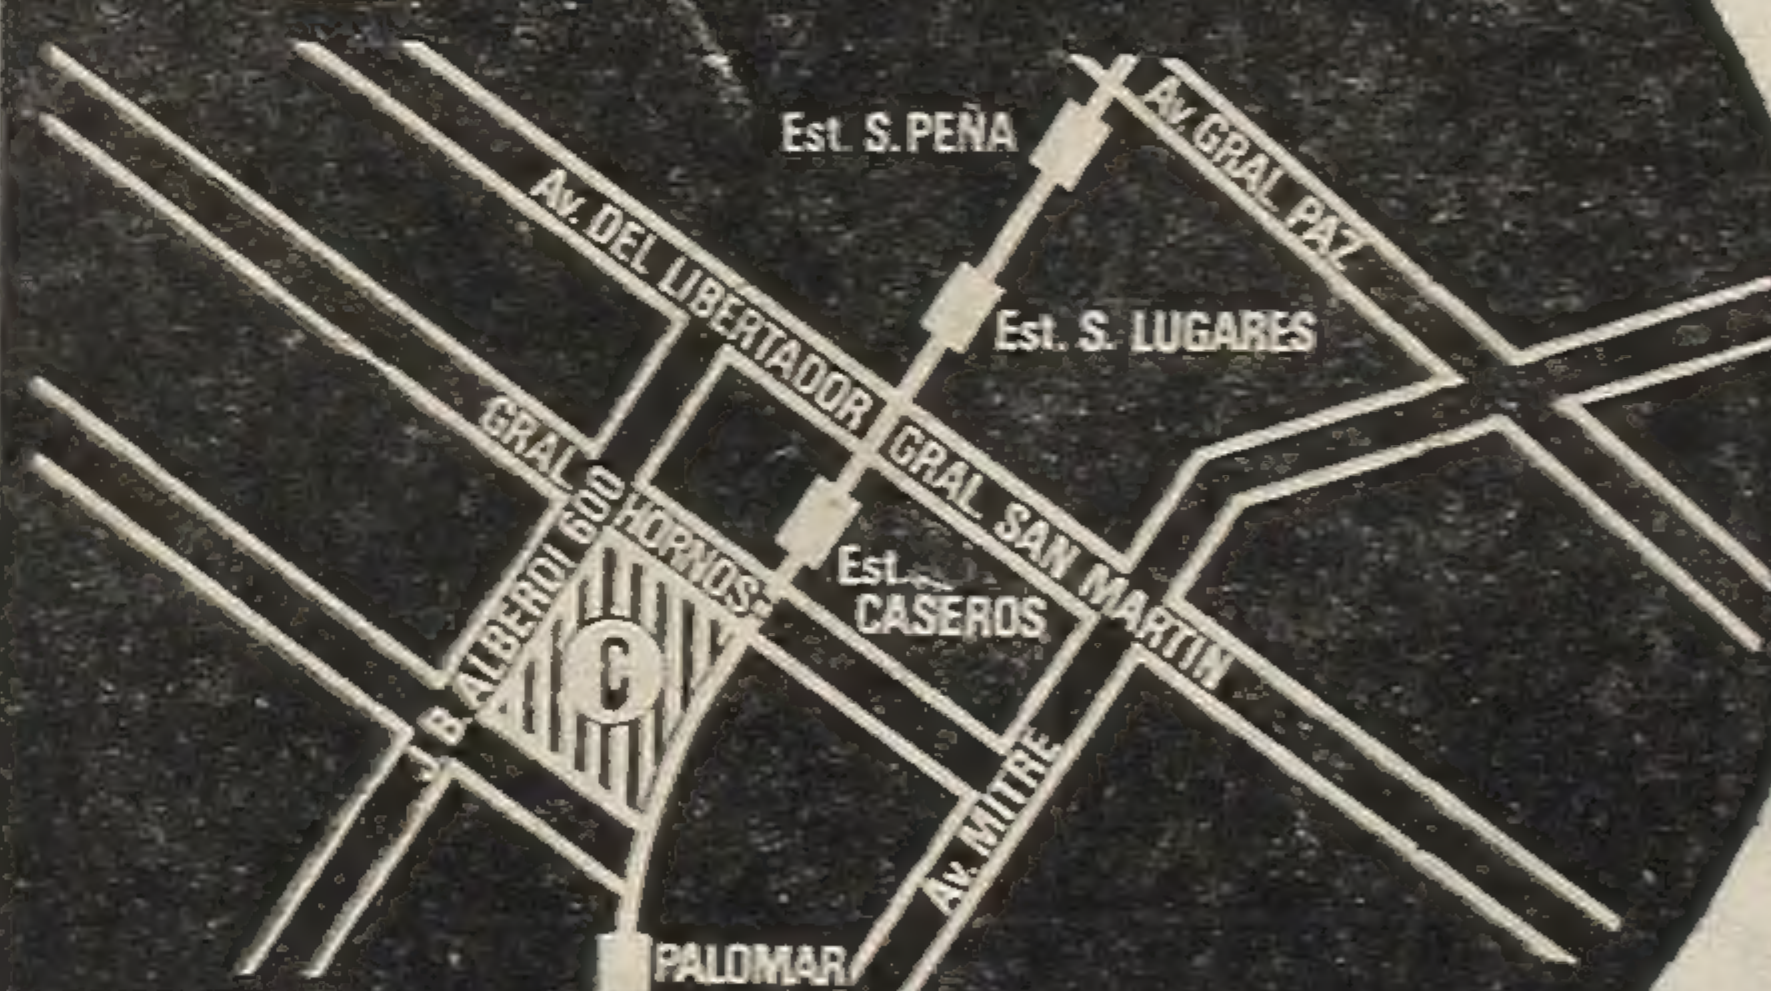 Est. S. PEÑA
Av. GRAL PAZ
Av. DEL LIBERTADOR GRAL SAN MARTIN
Est. S. LUGARES
GRAL HORNOS
J B ALBERDI 600
Est.
CASEROS
C
Av. MITRE
PALOMAR